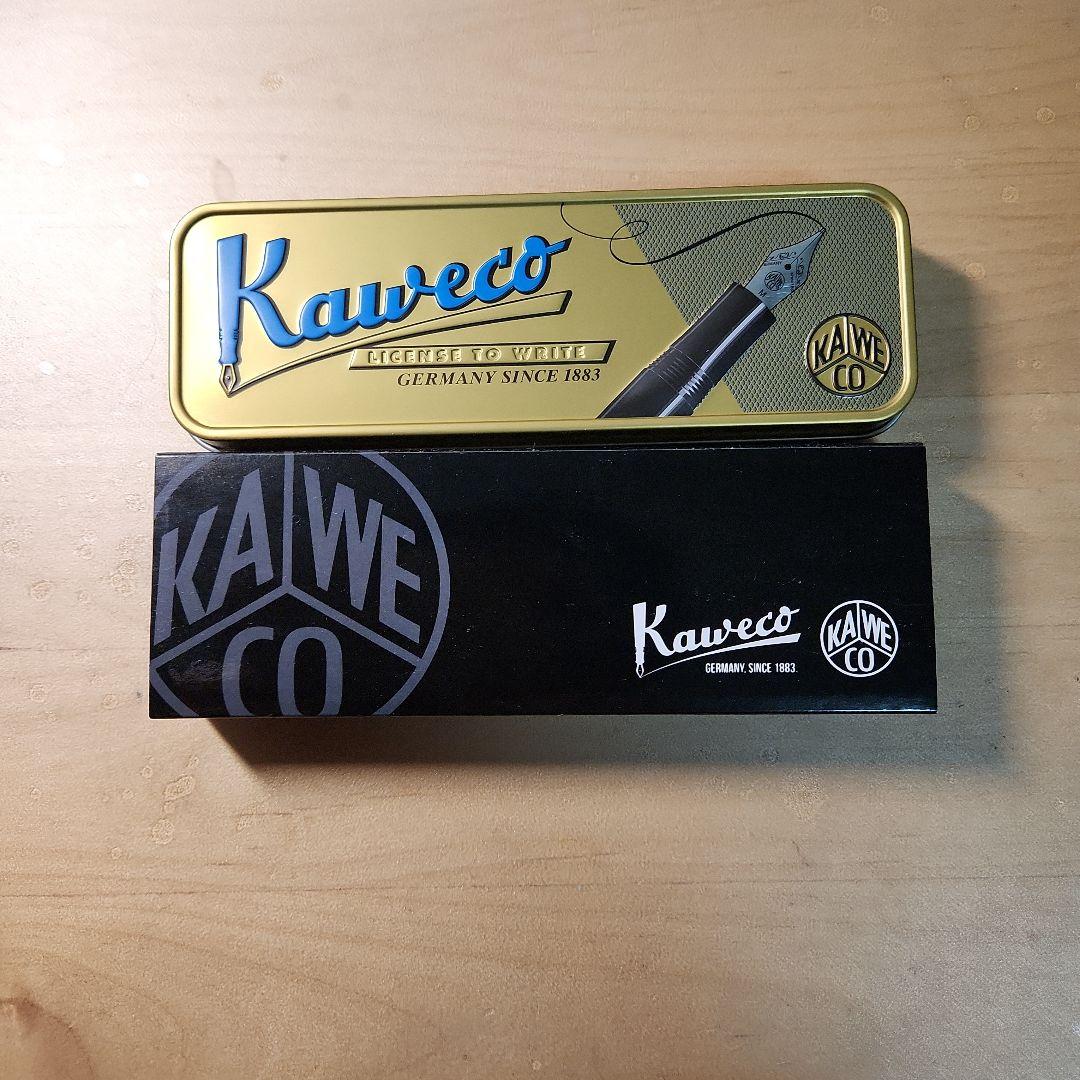 Kaweco
LICENSE TO WRITE
GERMANY SINCE 1883
KA WE
CO
KA WE
CO
Kaweco
GERMANY, SINCE 1883.
KA WE
CO